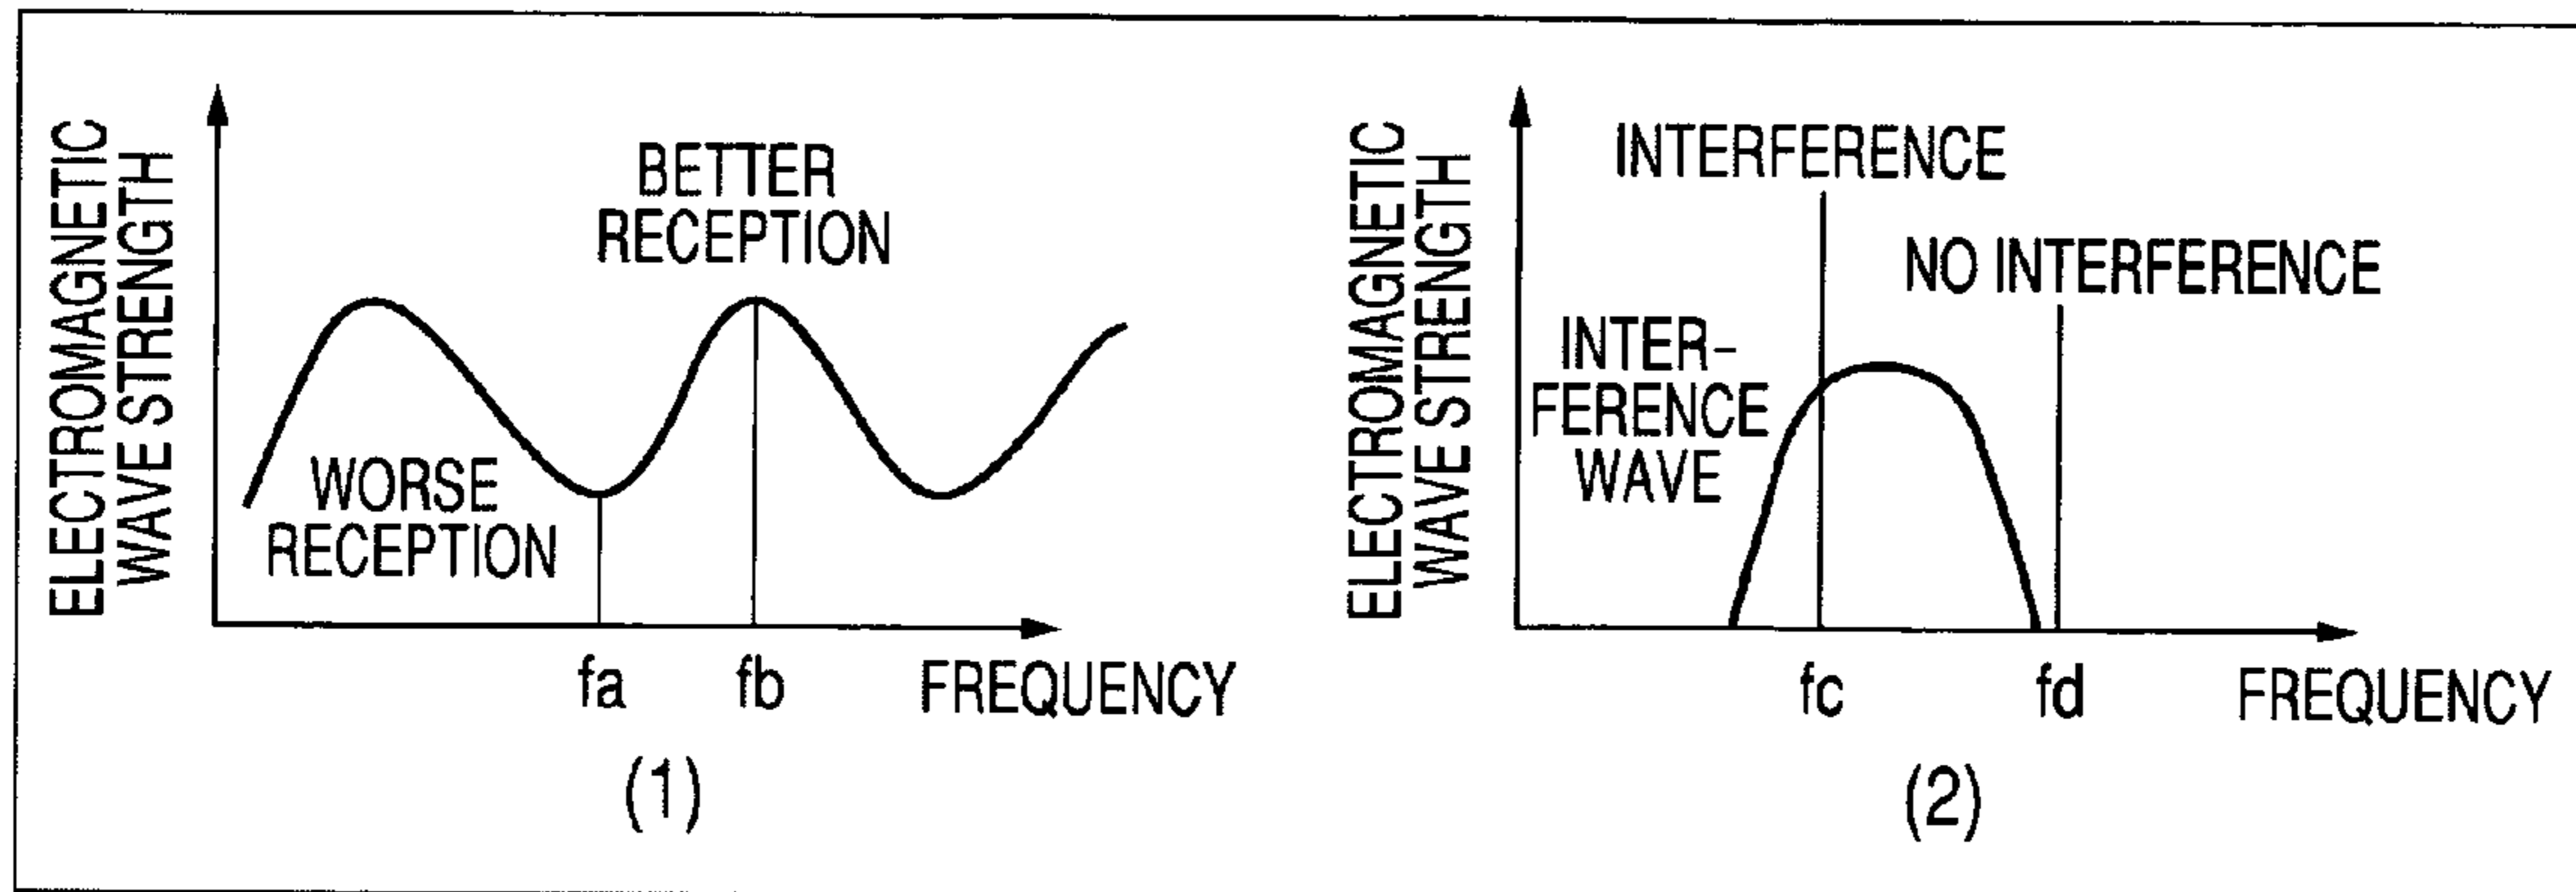 ELECTROMAGNETIC
WAVE STRENGTH
BETTER
RECEPTION
WORSE
RECEPTION
fa
fb
FREQUENCY
(1)
ELECTROMAGNETIC
WAVE STRENGTH
INTERFERENCE
NO INTERFERENCE
INTER-
FERENCE
WAVE
fc
fd
FREQUENCY
(2)